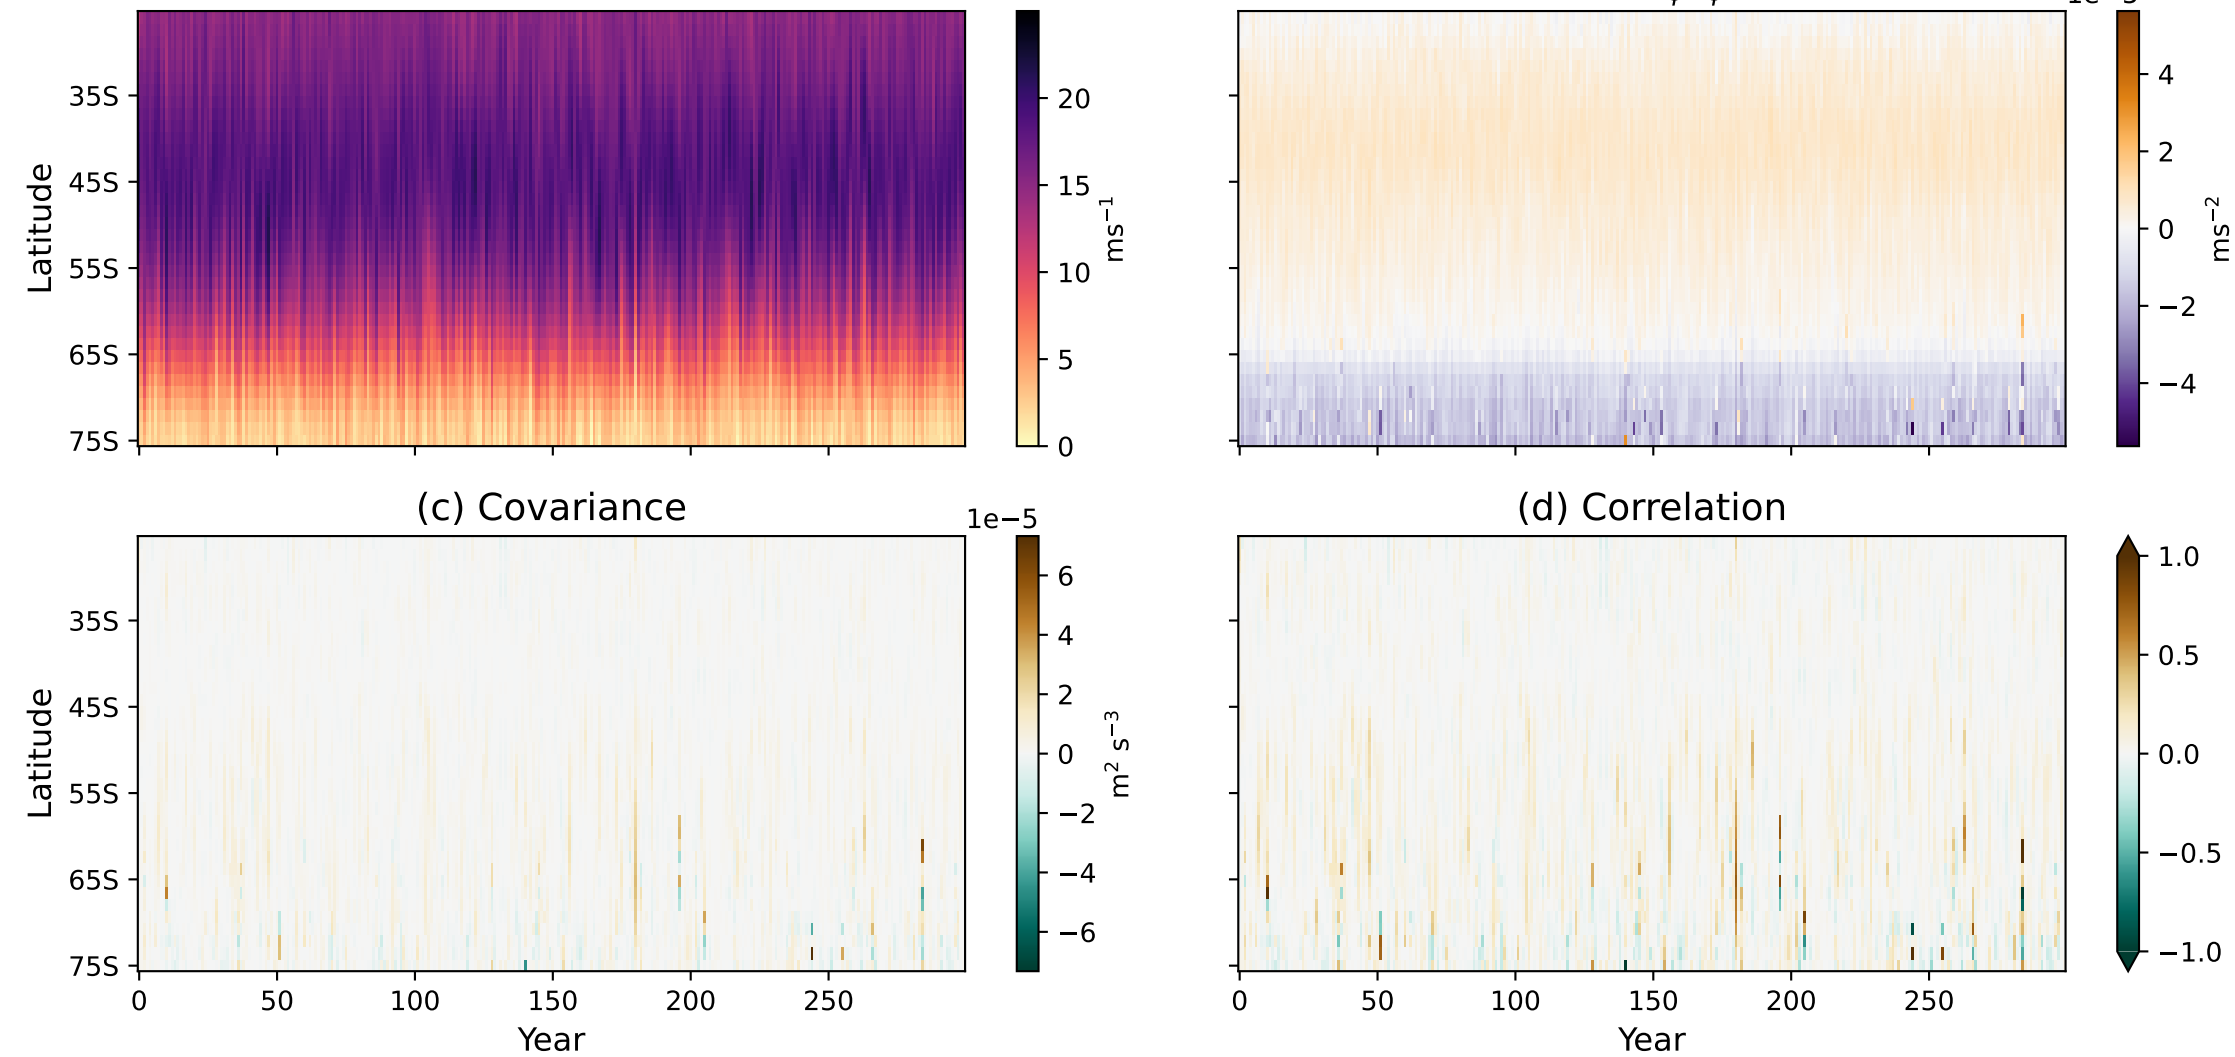 35S
45S
55S
65S
75S
Latitude
20
15
10
5
0
ms⁻¹
4
2
0
−2
−4
ms⁻²
(c) Covariance
1e−5
35S
45S
55S
65S
75S
Latitude
0 50 100 150 200 250
Year
6
4
2
0
−2
−4
−6
m² s⁻³
(d) Correlation
0 50 100 150 200 250
Year
1.0
0.5
0.0
−0.5
−1.0